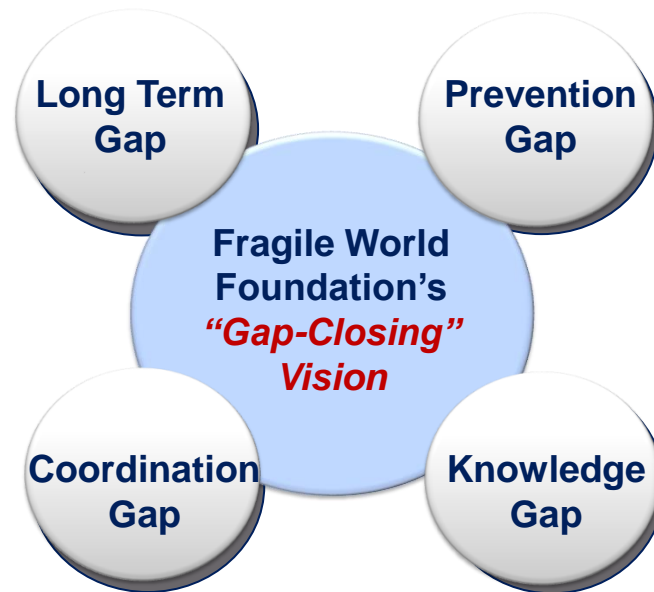 Long Term
Gap
Prevention
Gap
Fragile World
Foundation’s
“Gap-Closing”
Vision
Coordination
Gap
Knowledge
Gap